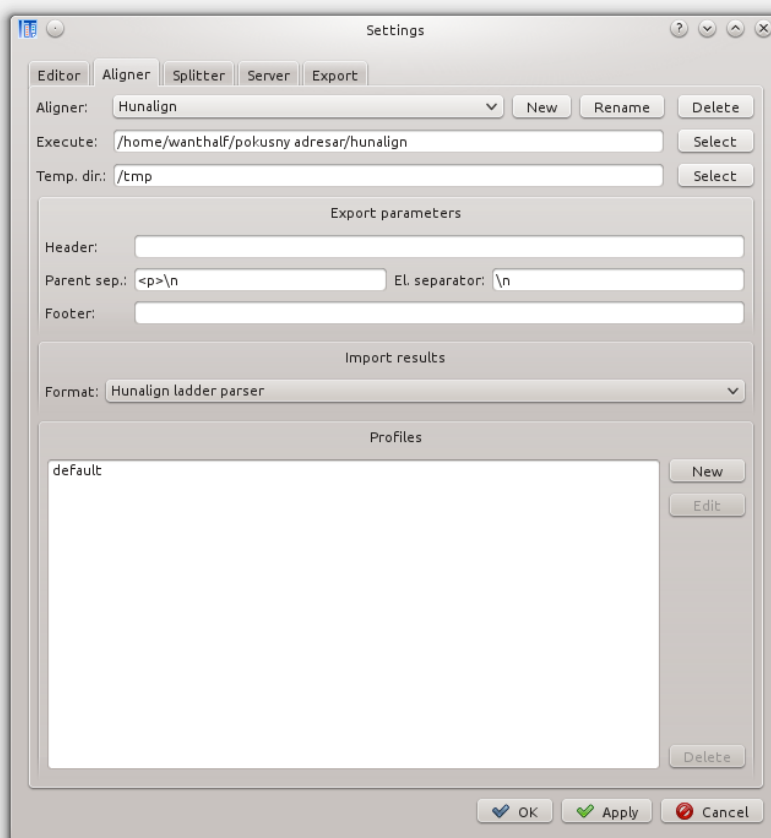 Settings
Editor Aligner Splitter Server Export
Aligner: Hunalign New Rename Delete
Execute: /home/wanthalf/pokusny adresar/hunalign Select
Temp. dir.: /tmp Select
Export parameters
Header:
Parent sep.: <p>\n El. separator: \n
Footer:
Import results
Format: Hunalign ladder parser
Profiles
default New
Edit
Delete
OK Apply Cancel